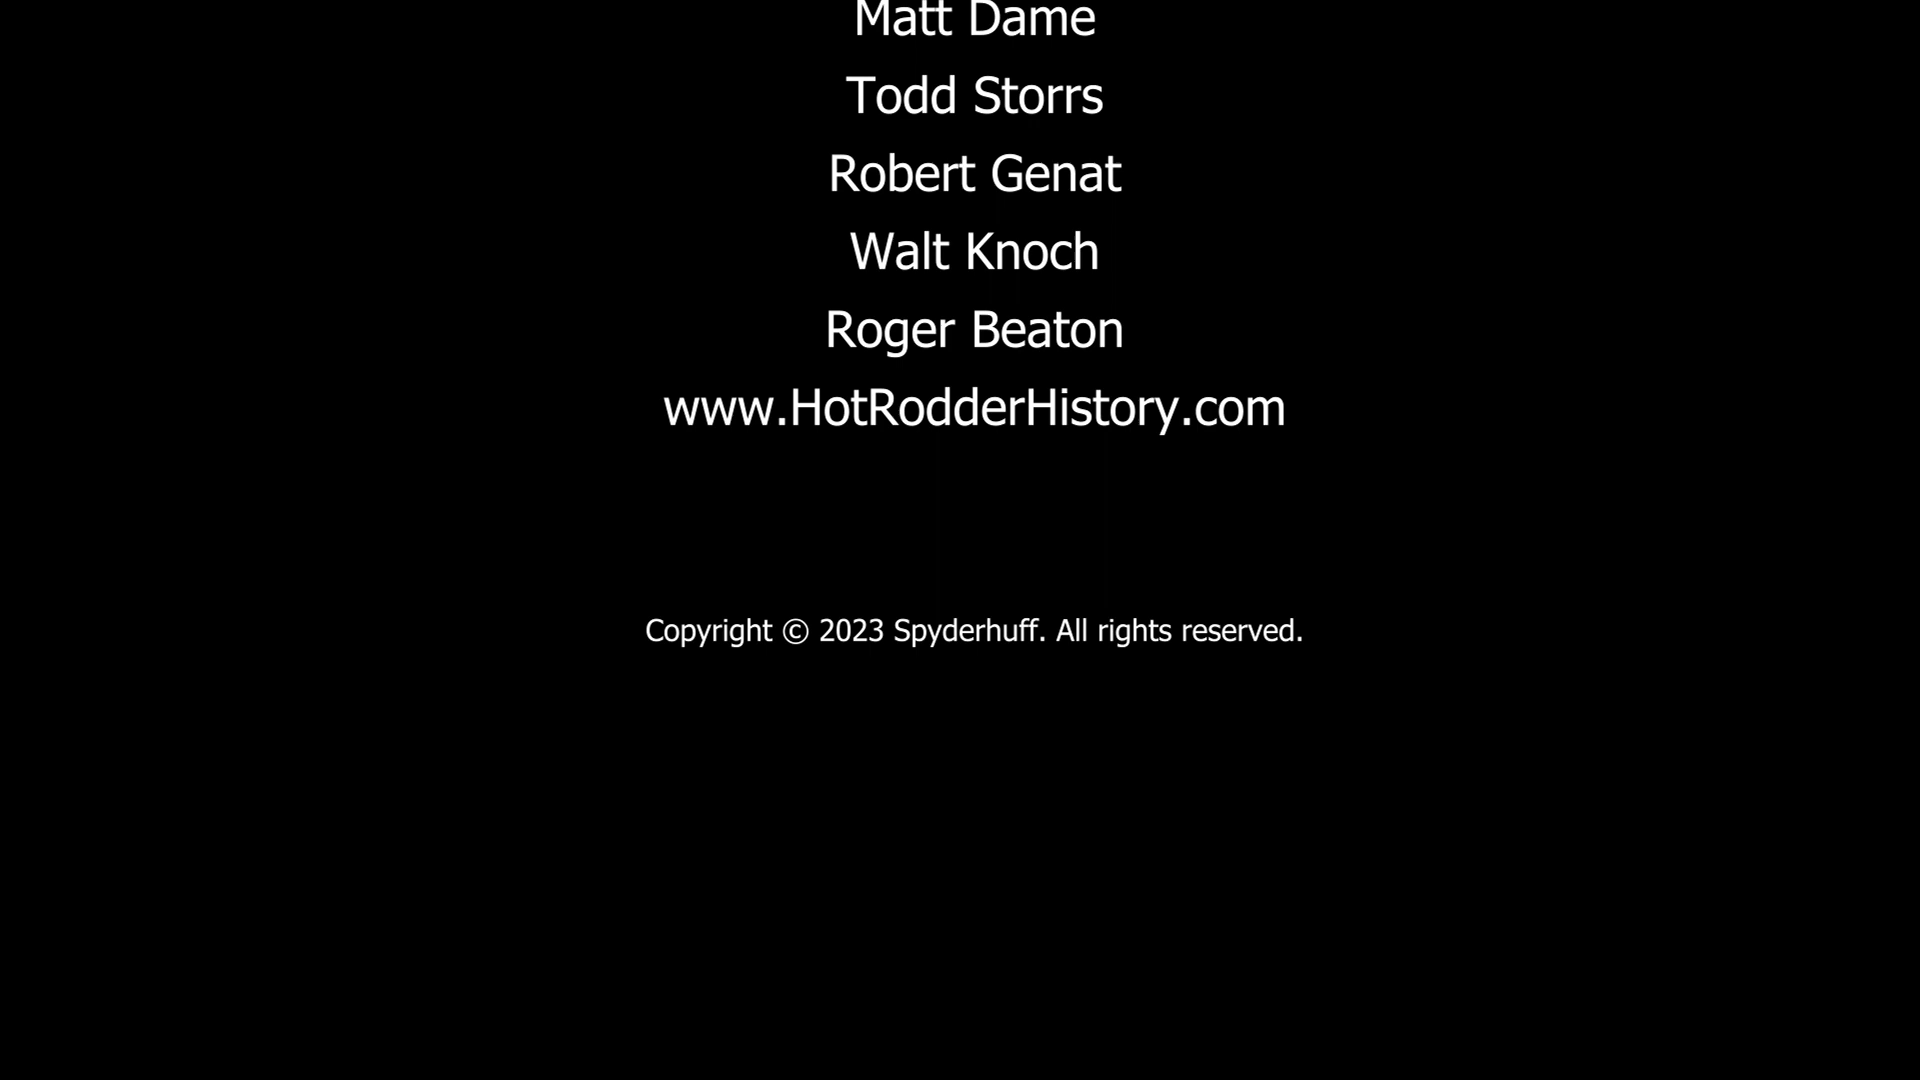 Matt Dame
Todd Storrs
Robert Genat
Walt Knoch
Roger Beaton
www.HotRodderHistory.com
Copyright © 2023 Spyderhuff. All rights reserved.